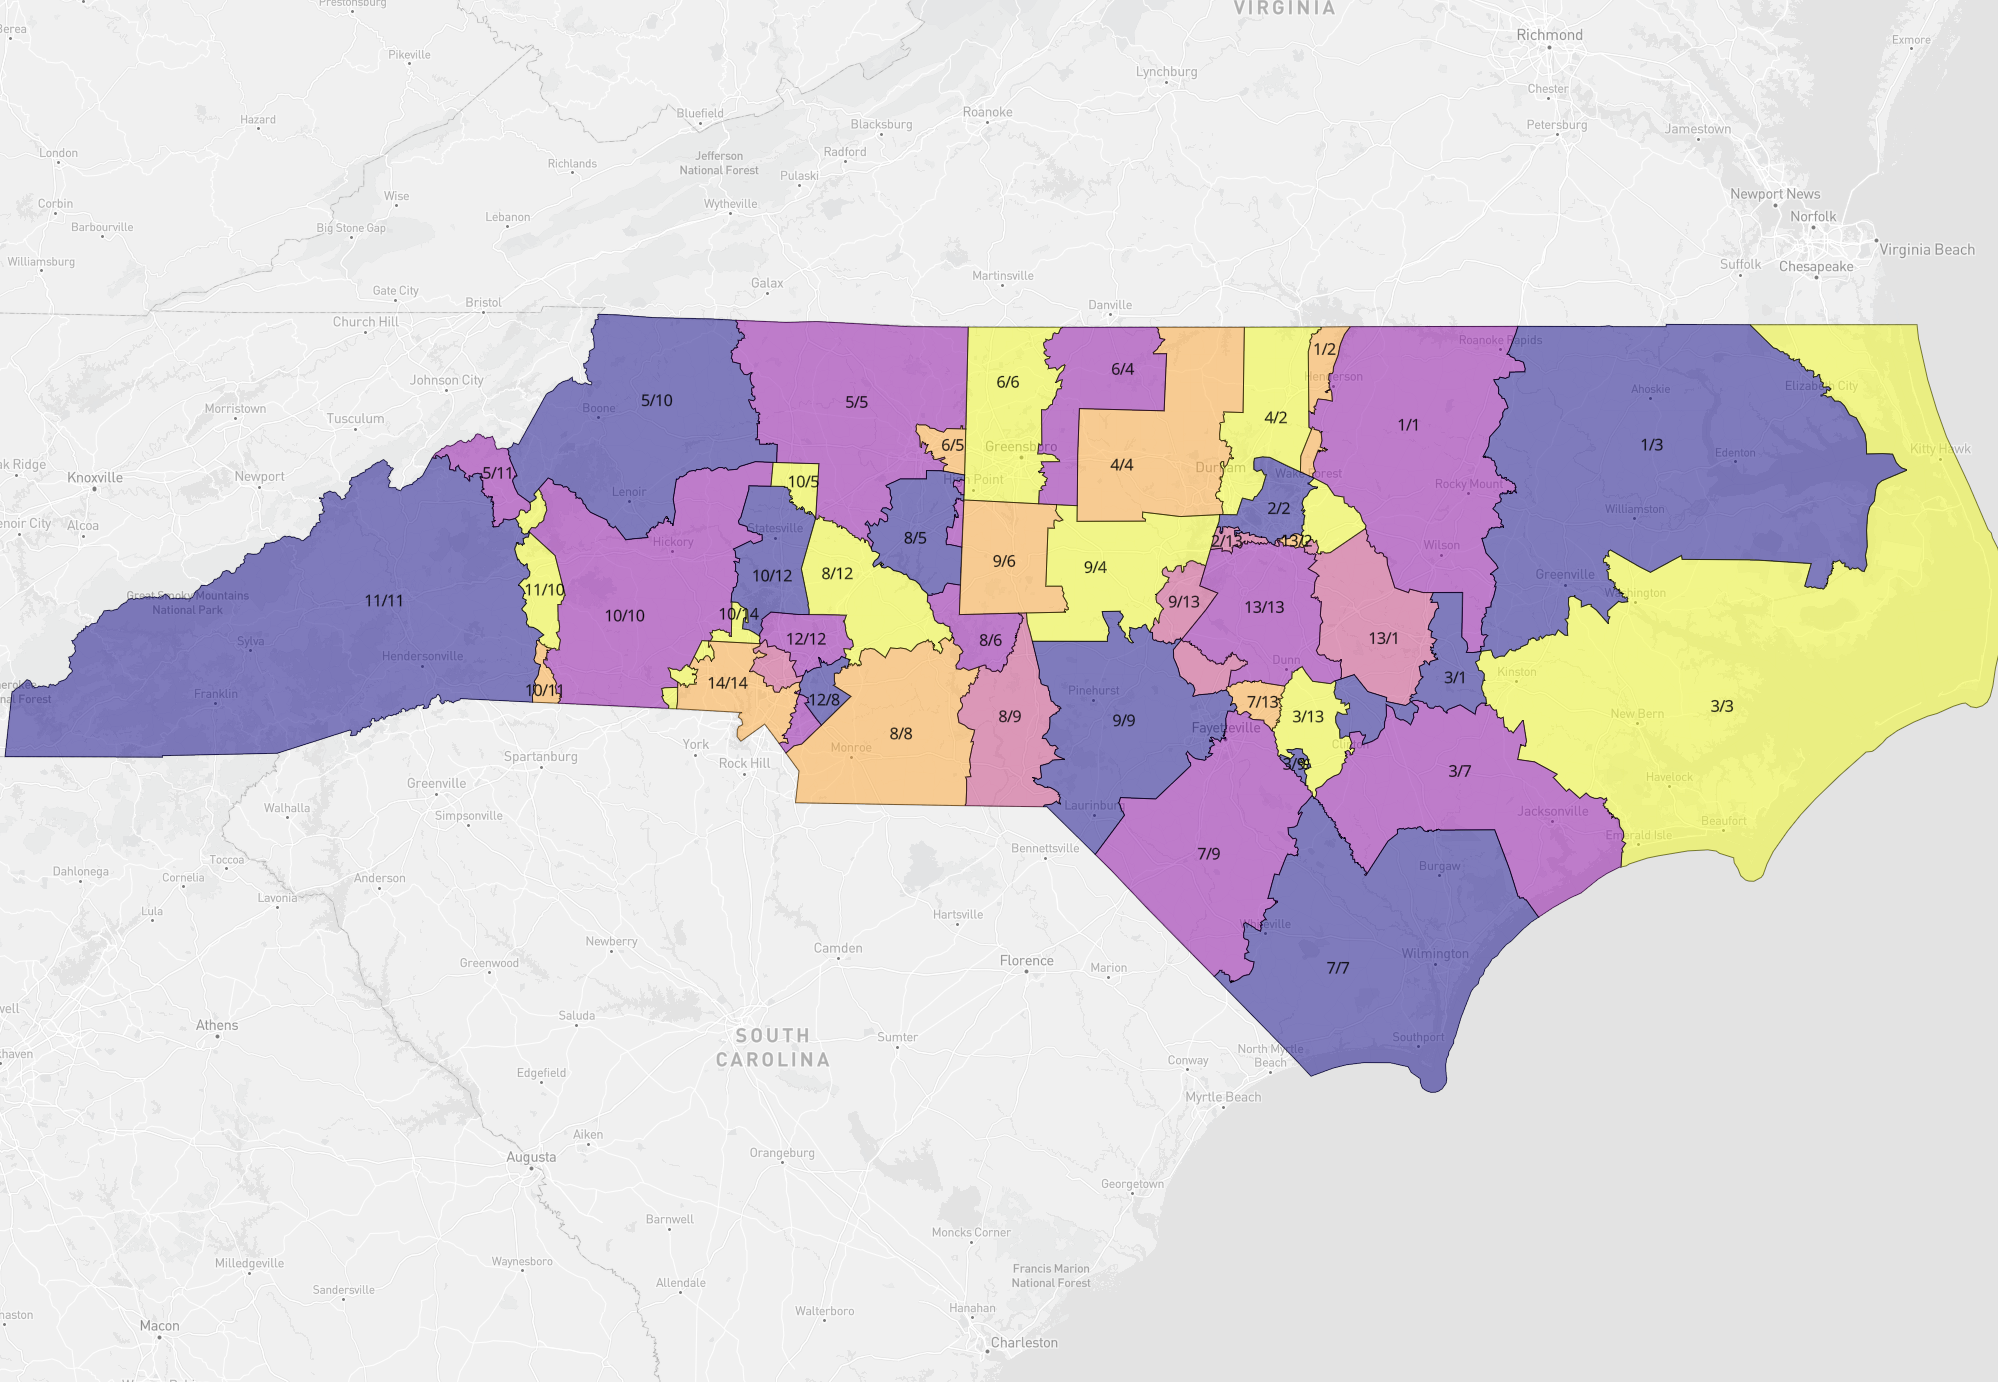 VIRGINIA
Prestonsburg
Berea
Richmond
Exmore
Pikeville
Lynchburg
Chester
Hazard
Bluefield
Roanoke
Blacksburg
Petersburg
Jamestown
London
Jefferson
National Forest
Radford
Richlands
Pulaski
Wise
Newport News
Corbin
Wytheville
Norfolk
Lebanon
Barbourville
Big Stone Gap
Virginia Beach
Williamsburg
Suffolk
Chesapeake
Martinsville
Galax
Gate City
Bristol
Danville
Church Hill
Roanoke Rapids
1/2
6/4
Henderson
6/6
Johnson City
Ahoskie
Elizabeth City
5/10
5/5
Boone
Morristown
Tusculum
4/2
1/1
1/3
6/5
Greensboro
Kitty Hawk
Edenton
Oak Ridge
4/4
Durham
Knoxville
Newport
5/11
Wake Forest
10/5
High Point
Rocky Mount
Lenoir
2/2
Williamston
Lenoir City
Alcoa
Statesville
8/5
Hickory
2/13
13/2
Wilson
9/6
9/4
10/12
8/12
Greenville
11/10
Great Smoky Mountains
National Park
11/11
Washington
9/13
13/13
10/14
10/10
12/12
8/6
13/1
Sylva
Hendersonville
Dunn
Kinston
3/1
14/14
Pinehurst
Franklin
10/11
12/8
7/13
3/3
8/9
9/9
3/13
New Bern
8/8
Fayetteville
York
Monroe
Clinton
Spartanburg
Rock Hill
3/7
Havelock
Greenville
Walhalla
Laurinburg
Jacksonville
Simpsonville
Beaufort
Emerald Isle
Bennettsville
7/9
Toccoa
Dahlonega
Cornelia
Anderson
Burgaw
Lavonia
Lula
Hartsville
Whiteville
Newberry
Camden
Wilmington
Greenwood
Florence
Marion
7/7
Saluda
Athens
SOUTH
CAROLINA
Sumter
Southport
North Myrtle
Beach
Conway
Edgefield
Myrtle Beach
Aiken
Orangeburg
Augusta
Georgetown
Barnwell
Moncks Corner
Milledgeville
Waynesboro
Francis Marion
National Forest
Allendale
Sandersville
Hanahan
Walterboro
Macon
Charleston